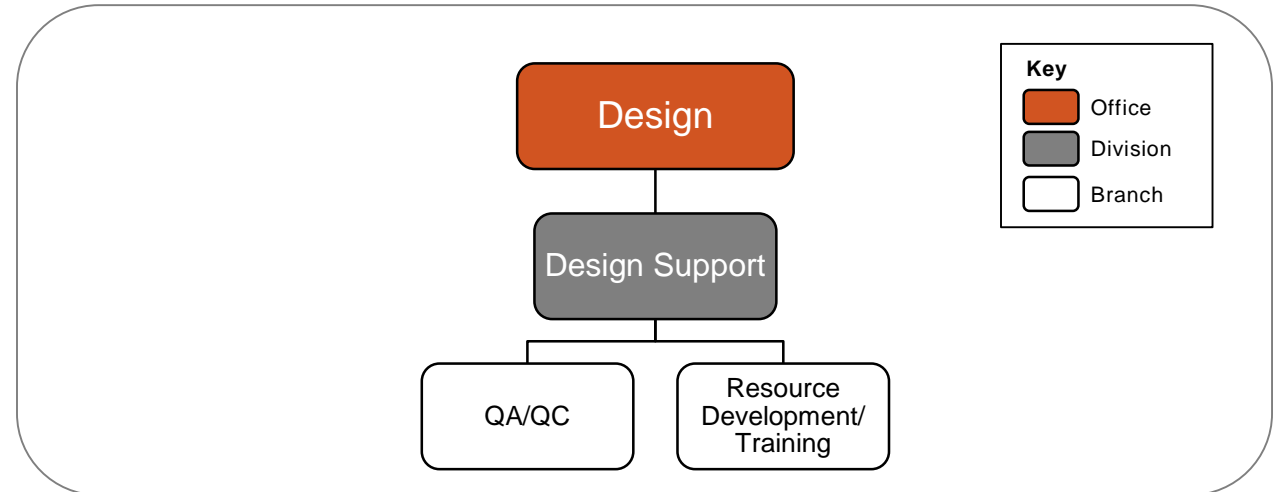 Design
Key
Office
Division
Branch
Design Support
QA/QC
Resource
Development/
Training